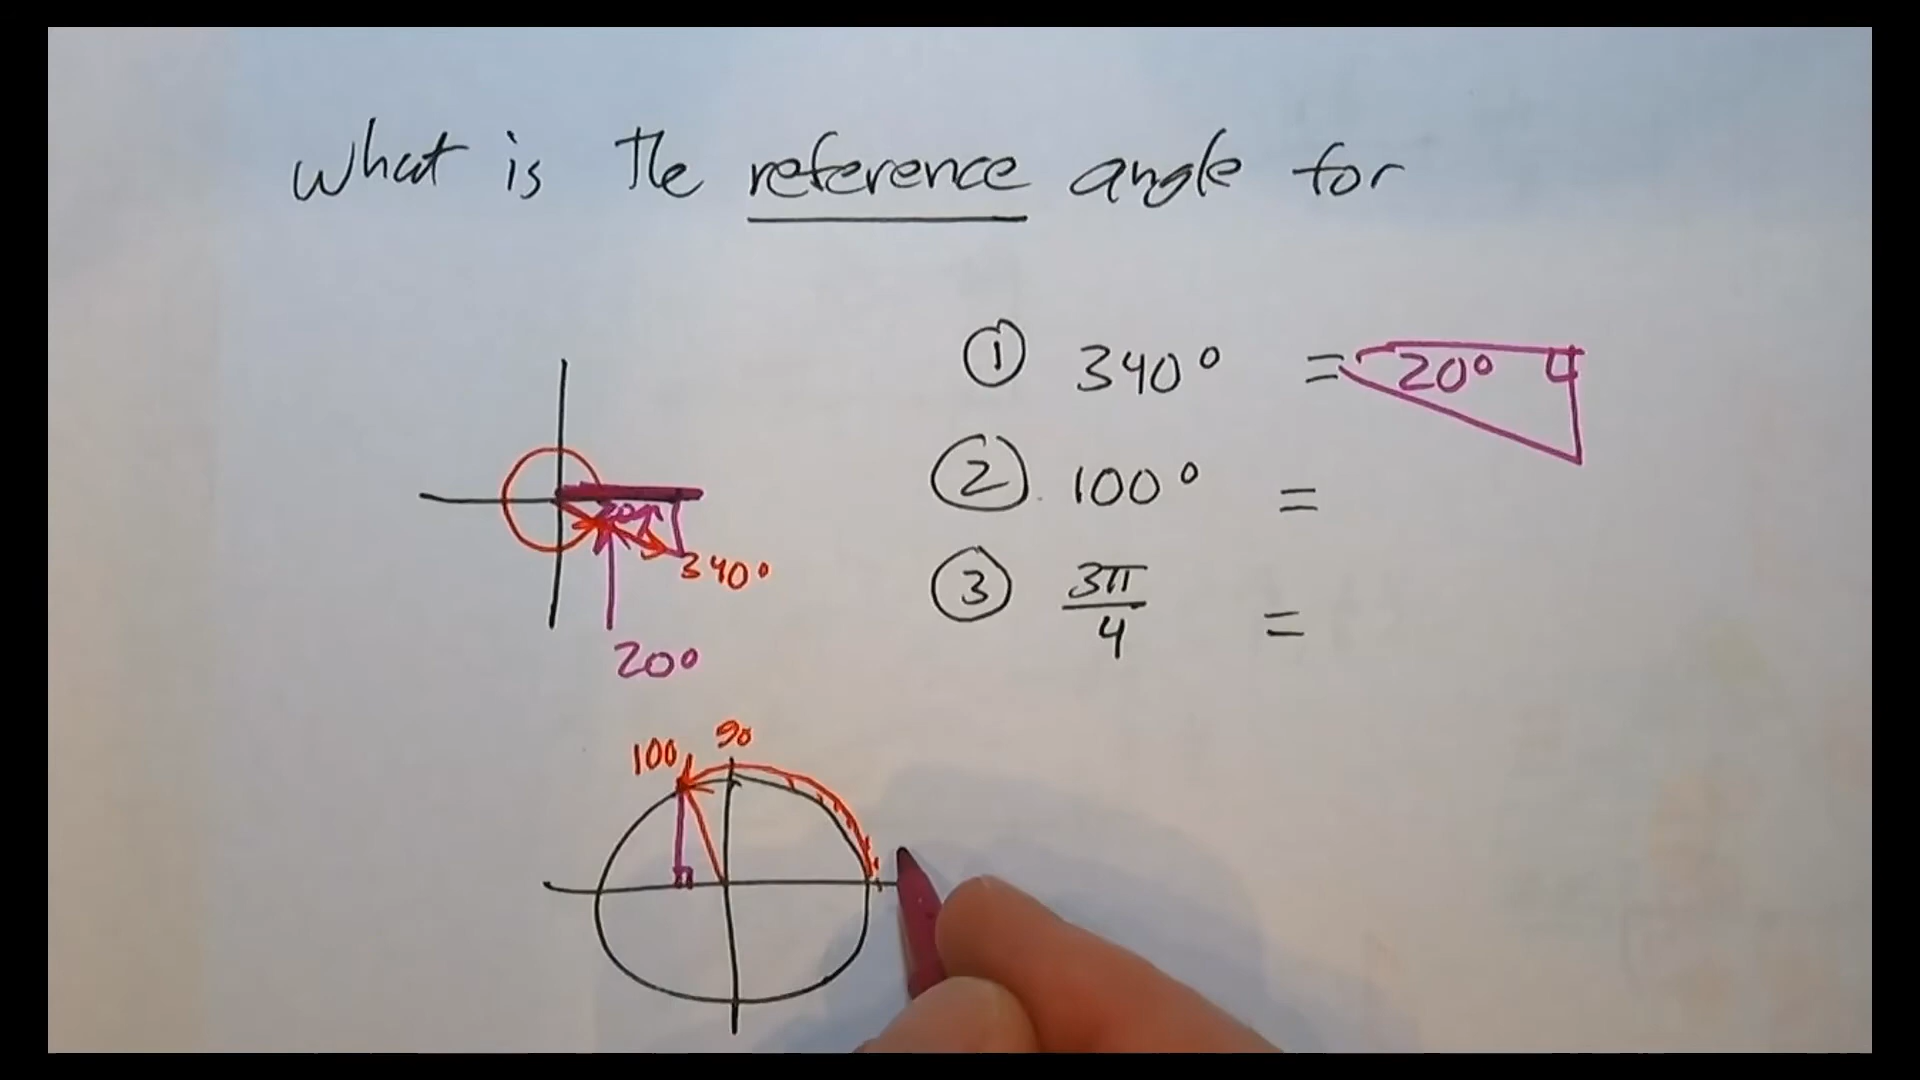 What is the reference angle for
① 340° = 20°
② 100° =
③ 3π/4 =
340°
20°
90
100